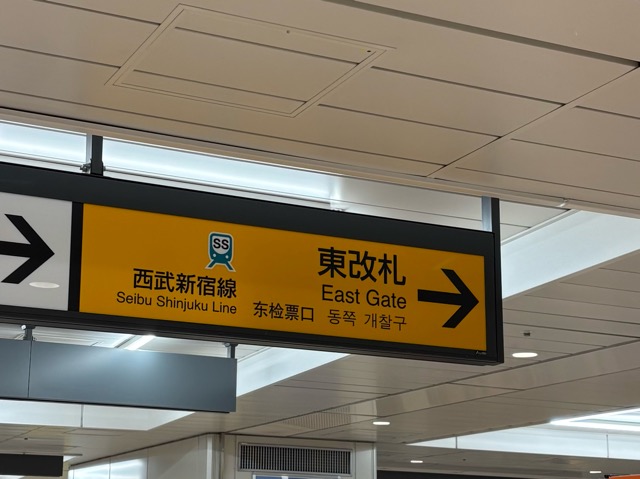 SS
西武新宿線
Seibu Shinjuku Line
東改札
East Gate
东检票口 동쪽 개찰구